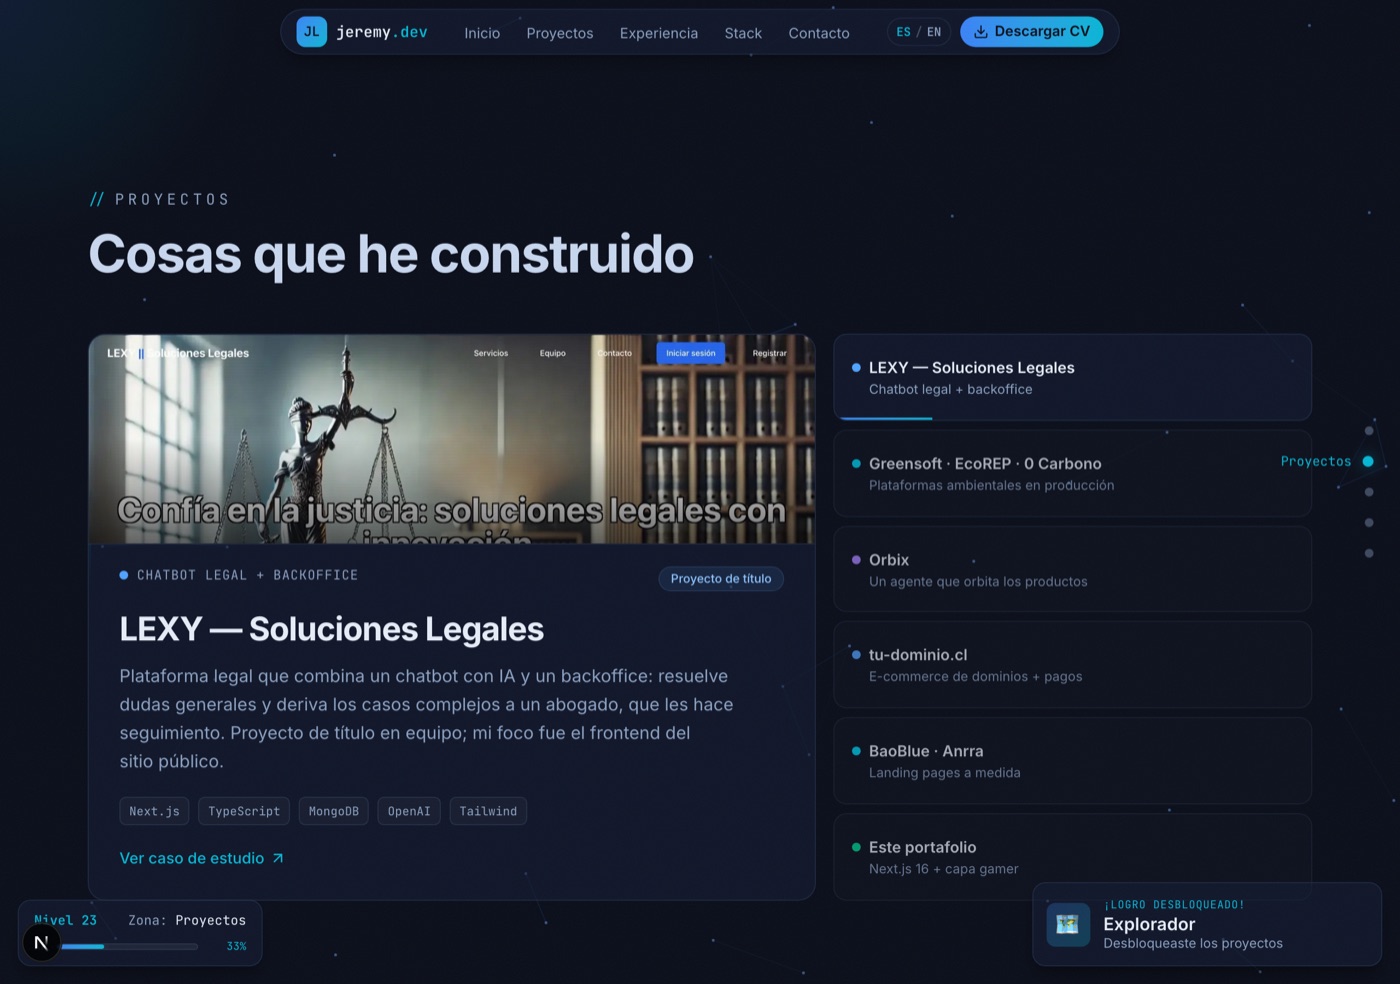 JL jeremy.dev Inicio Proyectos Experiencia Stack Contacto ES / EN Descargar CV
// PROYECTOS
Cosas que he construido
LEXY || Soluciones Legales Servicios Equipo Contacto Iniciar sesión Registrar
Confía en la justicia: soluciones legales con
innovación
CHATBOT LEGAL + BACKOFFICE
Proyecto de título
LEXY — Soluciones Legales
Plataforma legal que combina un chatbot con IA y un backoffice: resuelve
dudas generales y deriva los casos complejos a un abogado, que les hace
seguimiento. Proyecto de título en equipo; mi foco fue el frontend del
sitio público.
Next.js TypeScript MongoDB OpenAI Tailwind
Ver caso de estudio
LEXY — Soluciones Legales
Chatbot legal + backoffice
Greensoft · EcoREP · 0 Carbono
Plataformas ambientales en producción
Orbix
Un agente que orbita los productos
tu-dominio.cl
E-commerce de dominios + pagos
BaoBlue · Anrra
Landing pages a medida
Este portafolio
Next.js 16 + capa gamer
Proyectos
Nivel 23 Zona: Proyectos
N 33%
¡LOGRO DESBLOQUEADO!
Explorador
Desbloqueaste los proyectos